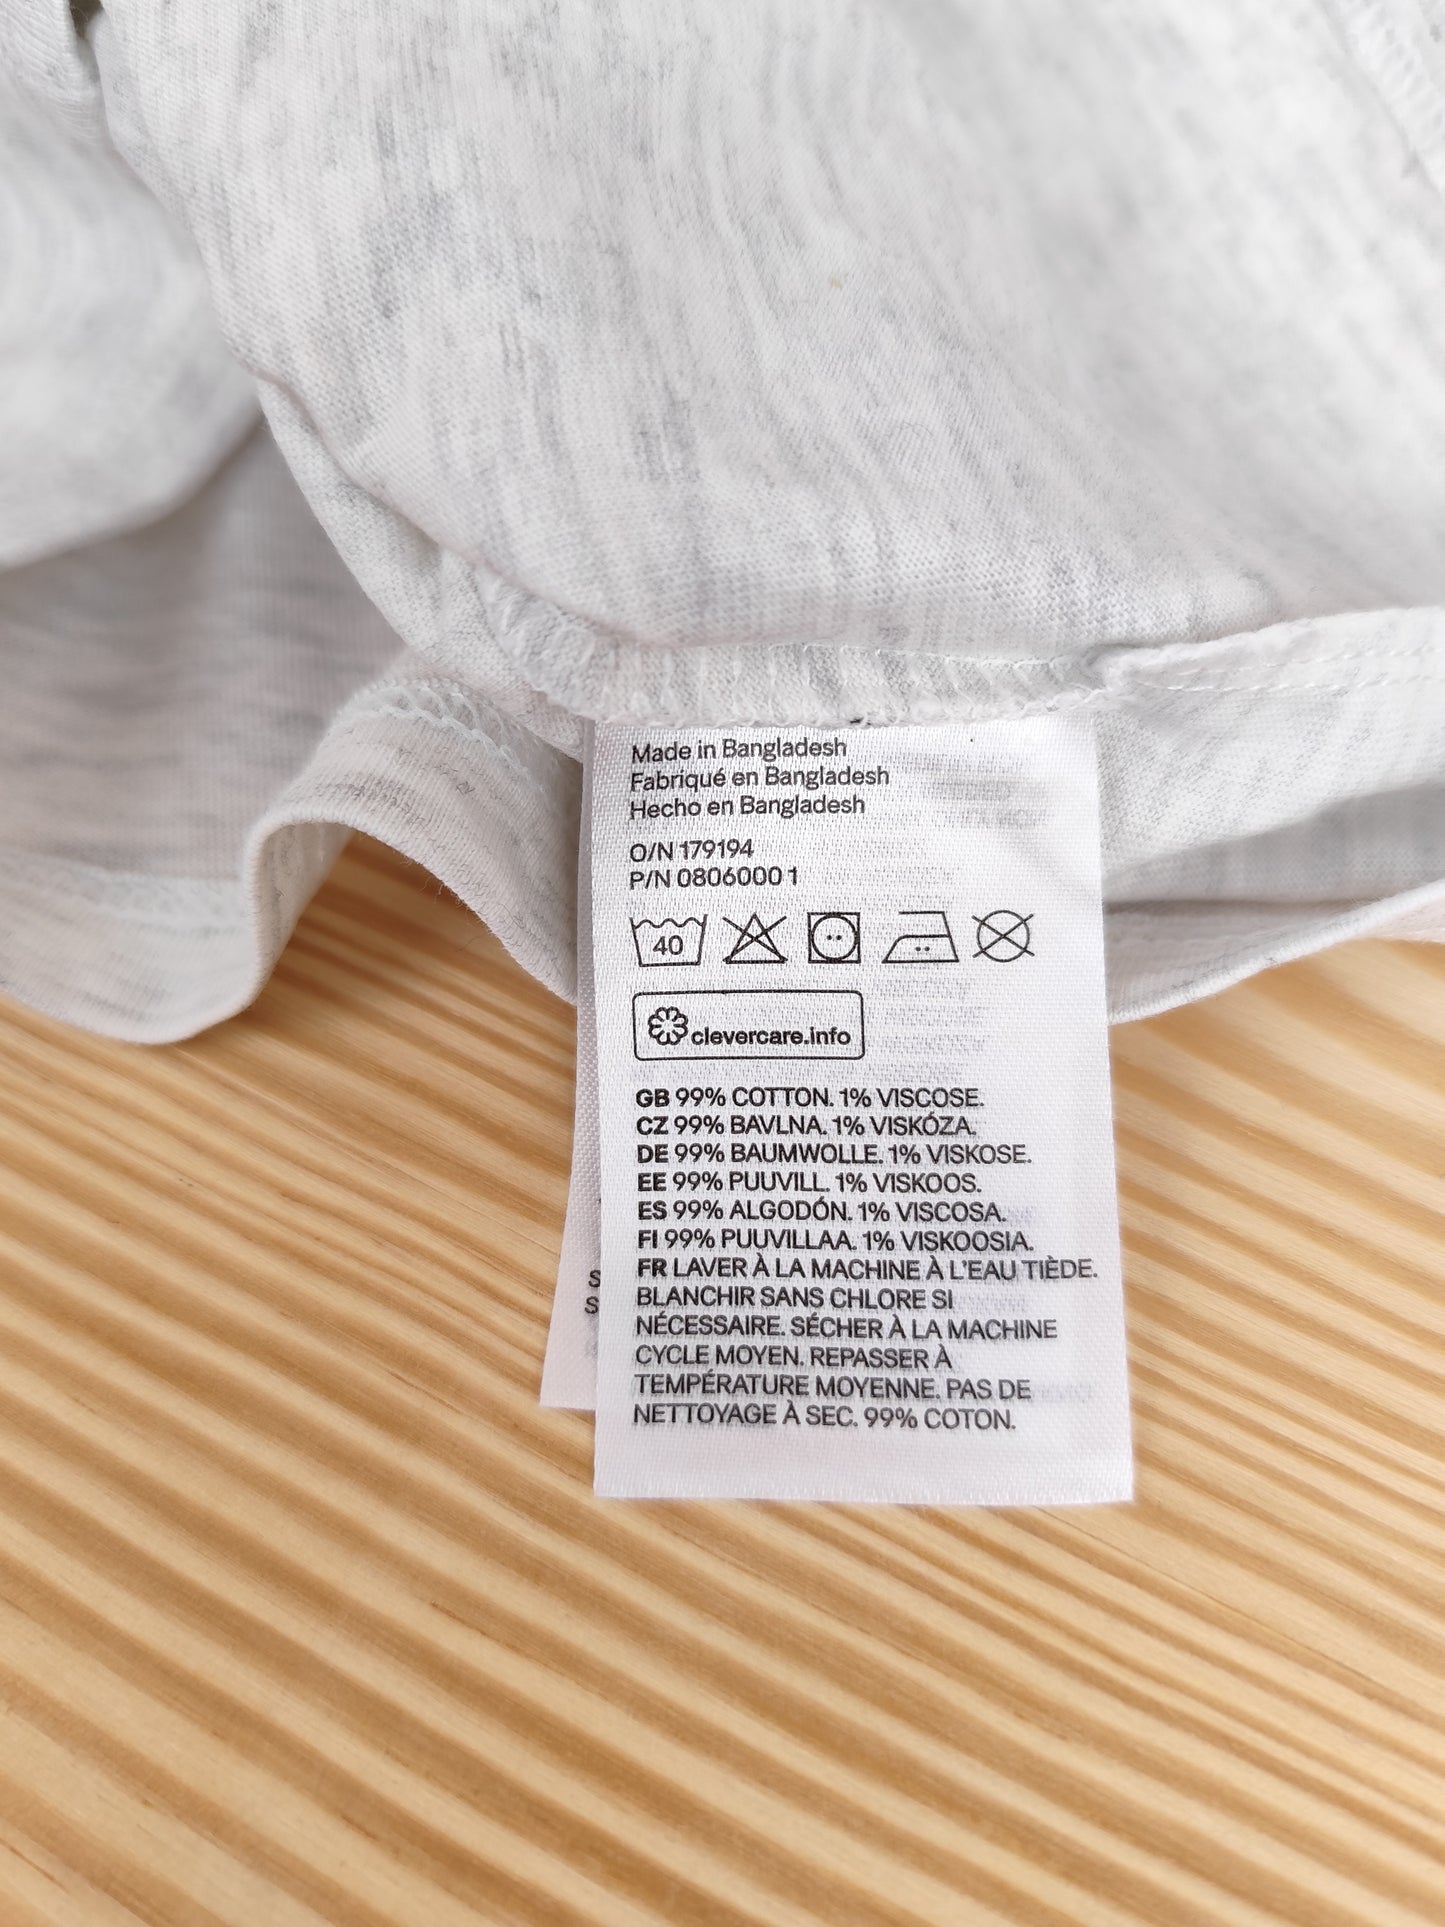 Made in Bangladesh
Fabriqué en Bangladesh
Hecho en Bangladesh
O/N 179194
P/N 0806000 1
40
clevercare.info
GB 99% COTTON. 1% VISCOSE.
CZ 99% BAVLNA. 1% VISKÓZA.
DE 99% BAUMWOLLE. 1% VISKOSE.
EE 99% PUUVILL. 1% VISKOOS.
ES 99% ALGODÓN. 1% VISCOSA.
FI 99% PUUVILLAA. 1% VISKOOSIA.
FR LAVER À LA MACHINE À L'EAU TIÈDE.
BLANCHIR SANS CHLORE SI
NÉCESSAIRE. SÉCHER À LA MACHINE
CYCLE MOYEN. REPASSER À
TEMPÉRATURE MOYENNE. PAS DE
NETTOYAGE À SEC. 99% COTON.